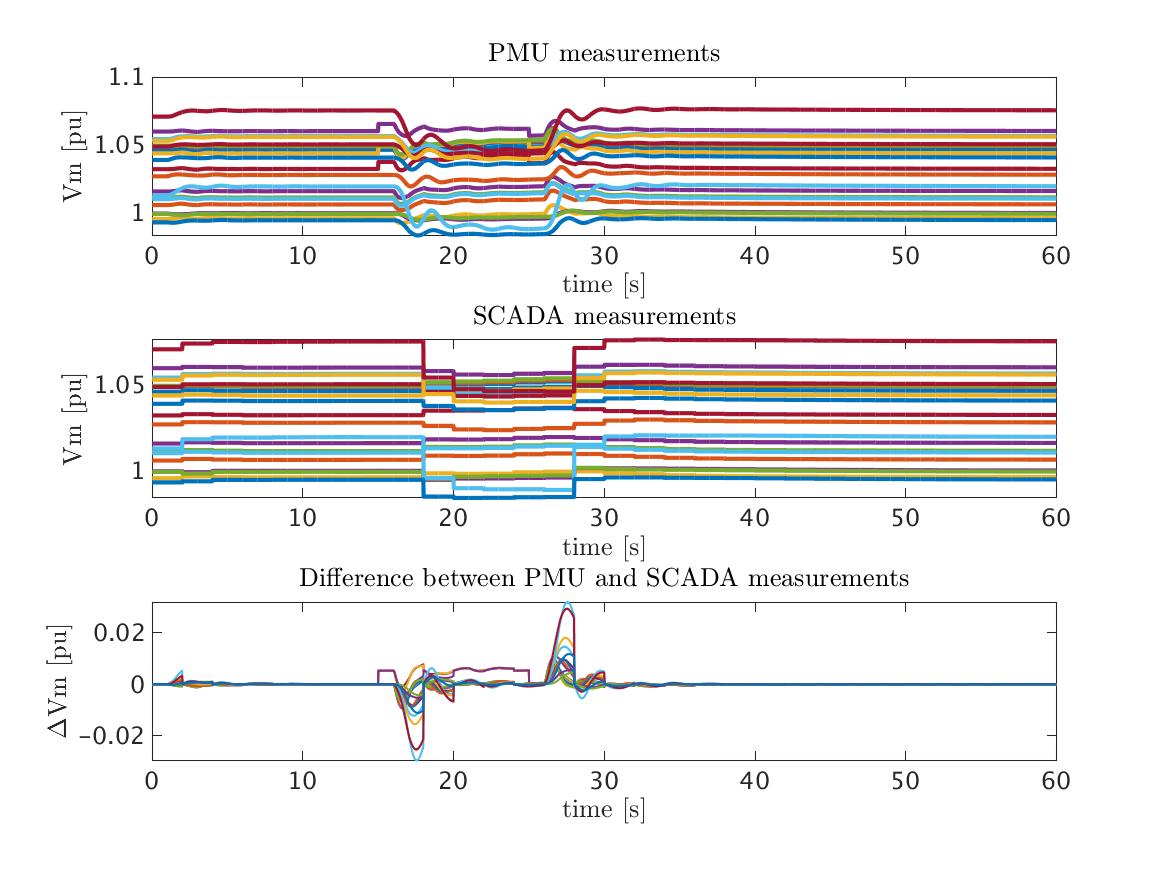 PMU measurements
1.1
1.05
1
Vm [pu]
0 10 20 30 40 50 60
time [s]
SCADA measurements
1.05
1
Vm [pu]
0 10 20 30 40 50 60
time [s]
Difference between PMU and SCADA measurements
0.02
0
−0.02
ΔVm [pu]
0 10 20 30 40 50 60
time [s]